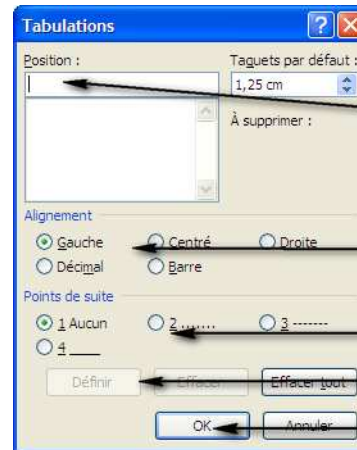 Tabulations
Position : Taquets par défaut :
1,25 cm
À supprimer :
Alignement
Gauche Centré Droite
Décimal Barre
Points de suite
1 Aucun 2 ....... 3 -------
4 ___
Définir Effacer Effacer tout
OK Annuler